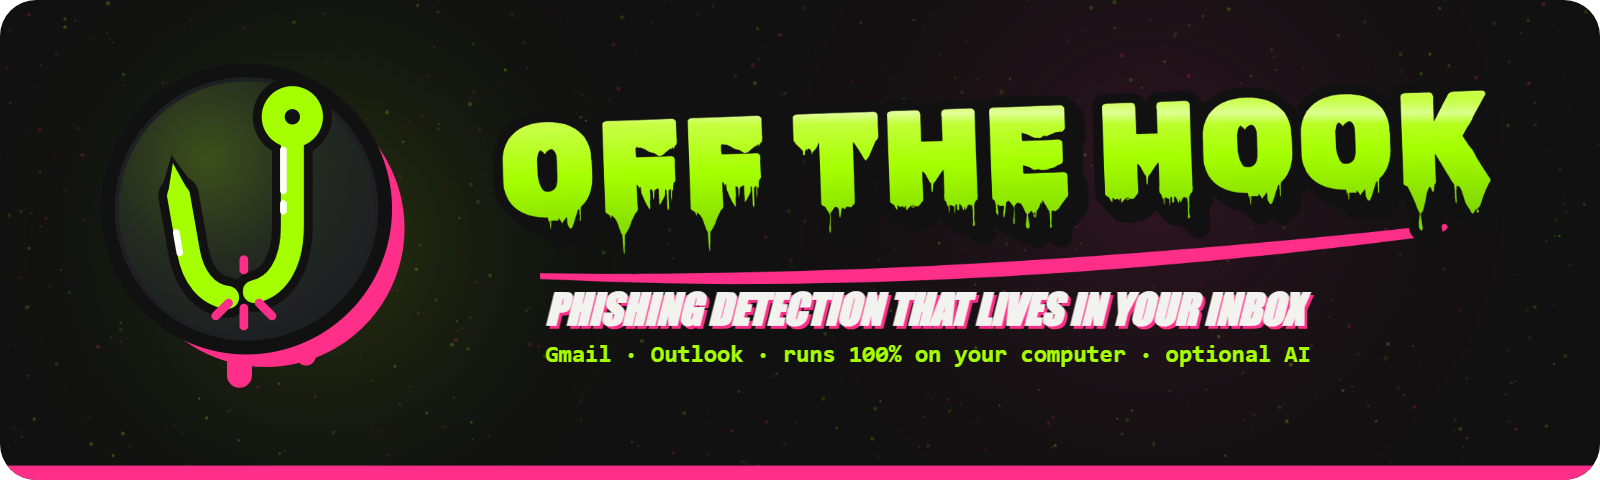 OFF THE HOOK
PHISHING DETECTION THAT LIVES IN YOUR INBOX
Gmail · Outlook · runs 100% on your computer · optional AI